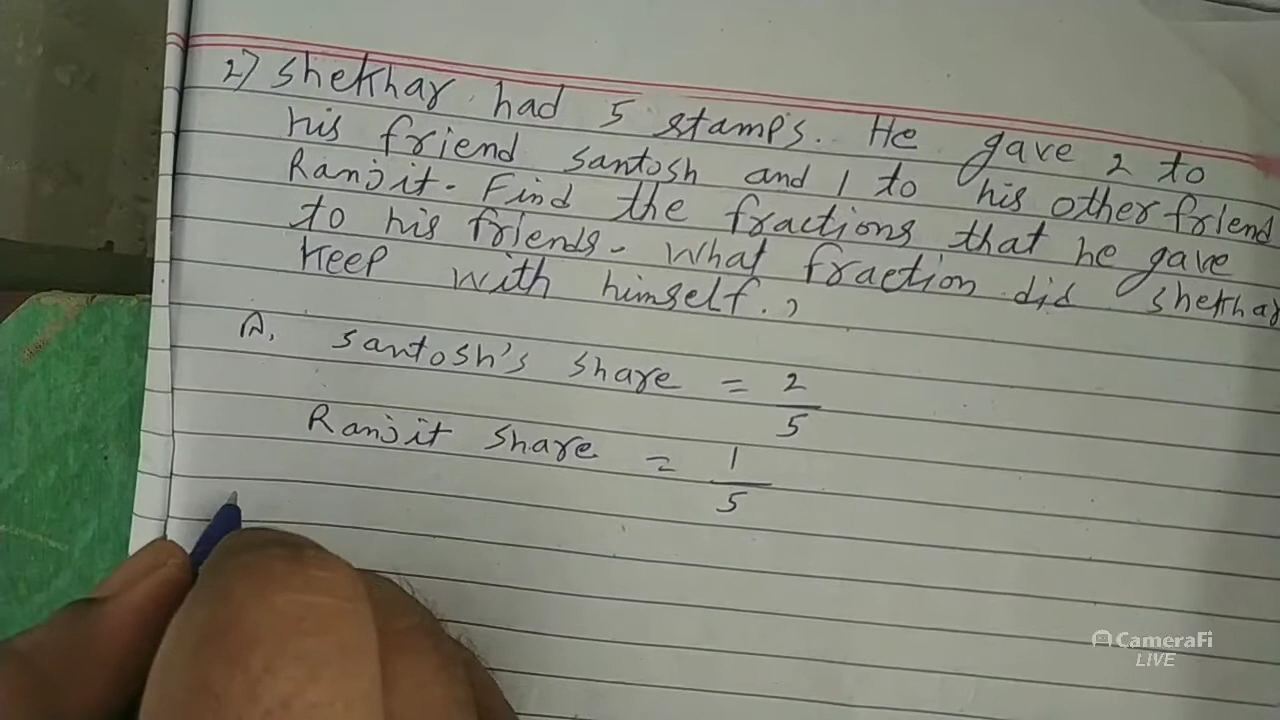 2) Shekhar had 5 stamps. He gave 2 to
his friend santosh and 1 to his other friend
Ranjit. Find the fractions that he gave
to his friends. What fraction did shekhar
keep with himself.?
A. Santosh's share = 2/5
Ranjit share = 1/5
CameraFi
LIVE